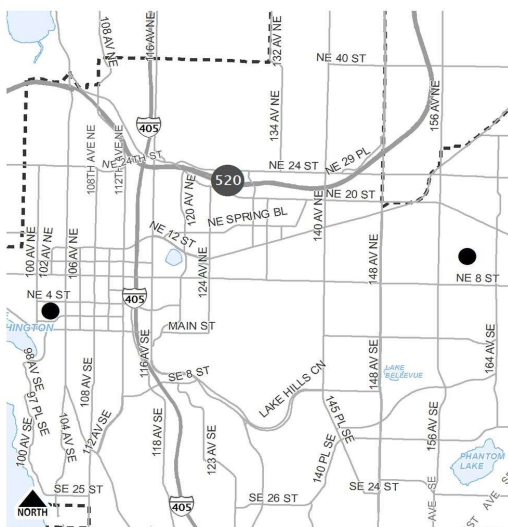 108 AV NE
116 AV NE
132 AV NE
NE 40 ST
134 AV NE
156 AV NE
405
108TH AVE NE
112TH AVE NE
NE 24TH ST
520
NE 24 ST
NE 29 PL
NE 20 ST
120 AV NE
NE SPRING BL
140 AV NE
NE 12 ST
100 AV NE
102 AV NE
106 AV NE
124 AV NE
148 AV NE
NE 8 ST
NE 4 ST
405
HINGTON
MAIN ST
116 AV SE
SE 8 ST
LAKE HILLS CN
148 AV SE
LAKE
BELLEVUE
164 AV SE
98 AV SE
97 PL SE
100 AV SE
104 AV SE
108 AV SE
112 AV SE
118 AV SE
123 AV SE
145 PL SE
140 PL SE
156 AV SE
PHANTOM
LAKE
SE 25 ST
NORTH
405
SE 26 ST
SE 24 ST
AV SE
ST